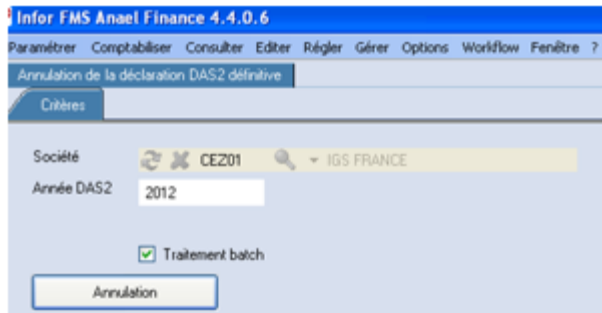 Infor FMS Anael Finance 4.4.0.6
Paramétrer Comptabiliser Consulter Editer Régler Gérer Options Workflow Fenêtre ?
Annulation de la déclaration DAS2 définitive
Critères
Société CEZ01 IGS FRANCE
Année DAS2 2012
Traitement batch
Annulation